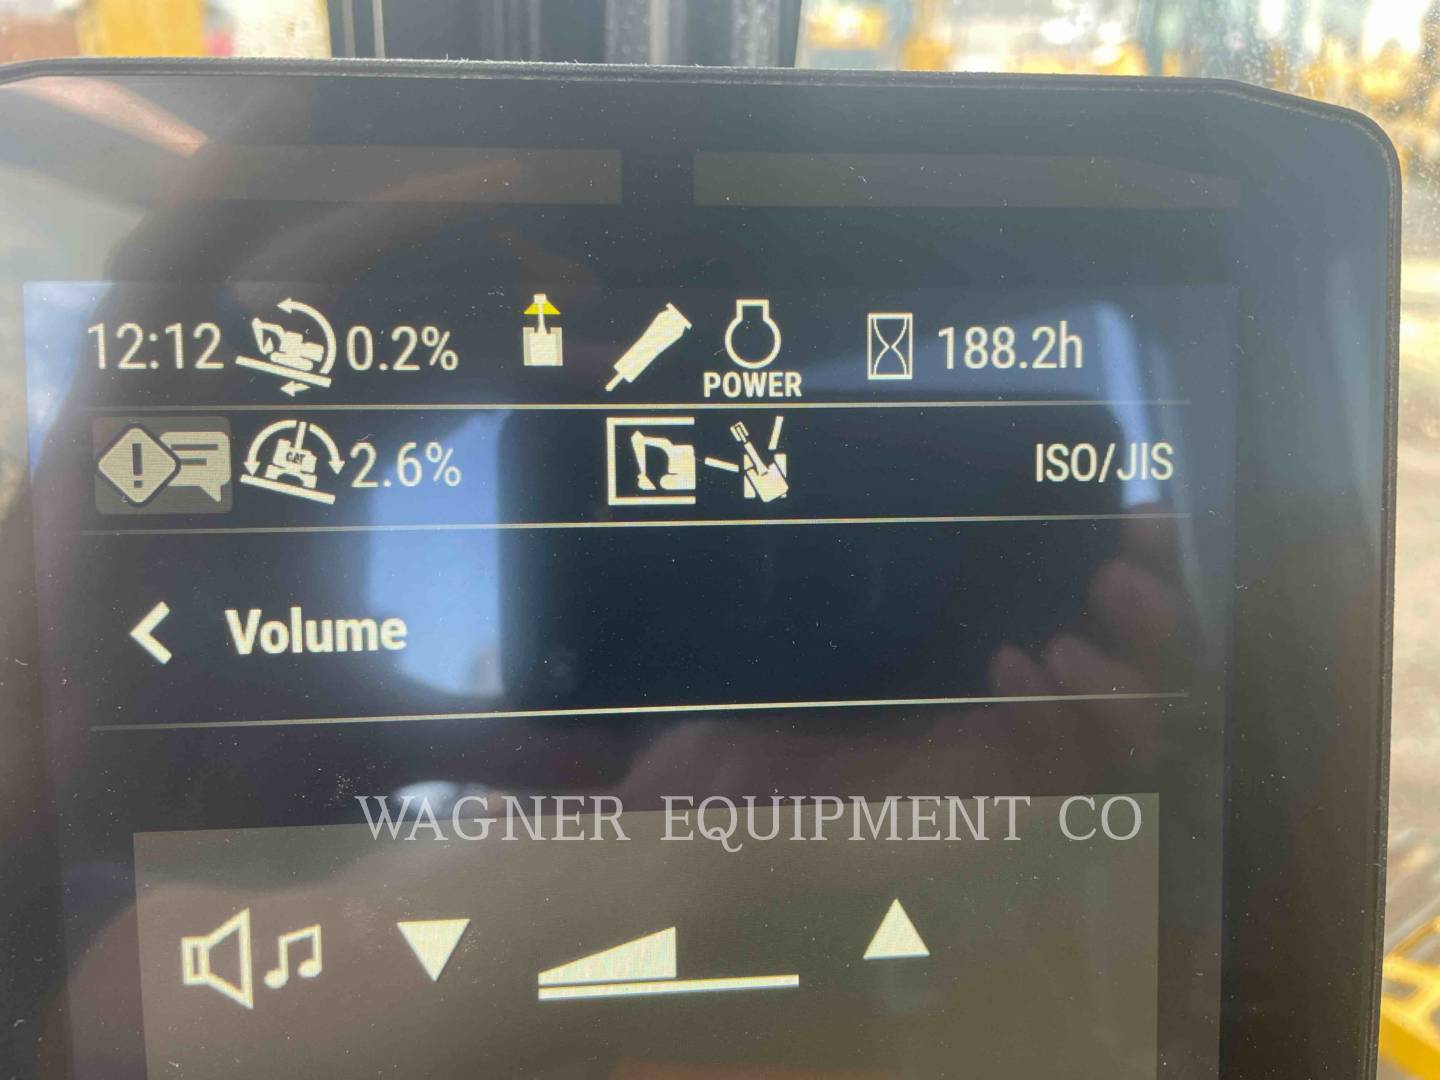 12:12 0.2% POWER 188.2h
CAT 2.6% ISO/JIS
Volume
WAGNER EQUIPMENT CO